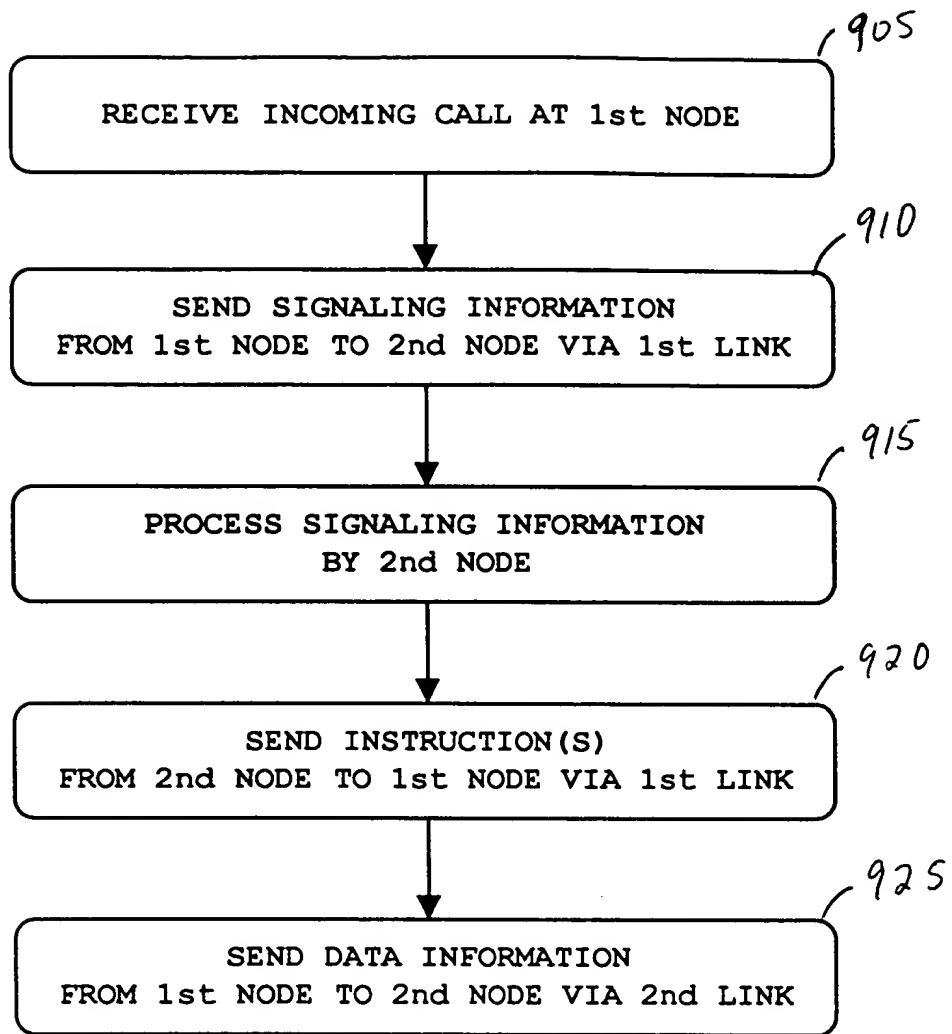 905
RECEIVE INCOMING CALL AT 1st NODE
910
SEND SIGNALING INFORMATION
FROM 1st NODE TO 2nd NODE VIA 1st LINK
915
PROCESS SIGNALING INFORMATION
BY 2nd NODE
920
SEND INSTRUCTION(S)
FROM 2nd NODE TO 1st NODE VIA 1st LINK
925
SEND DATA INFORMATION
FROM 1st NODE TO 2nd NODE VIA 2nd LINK